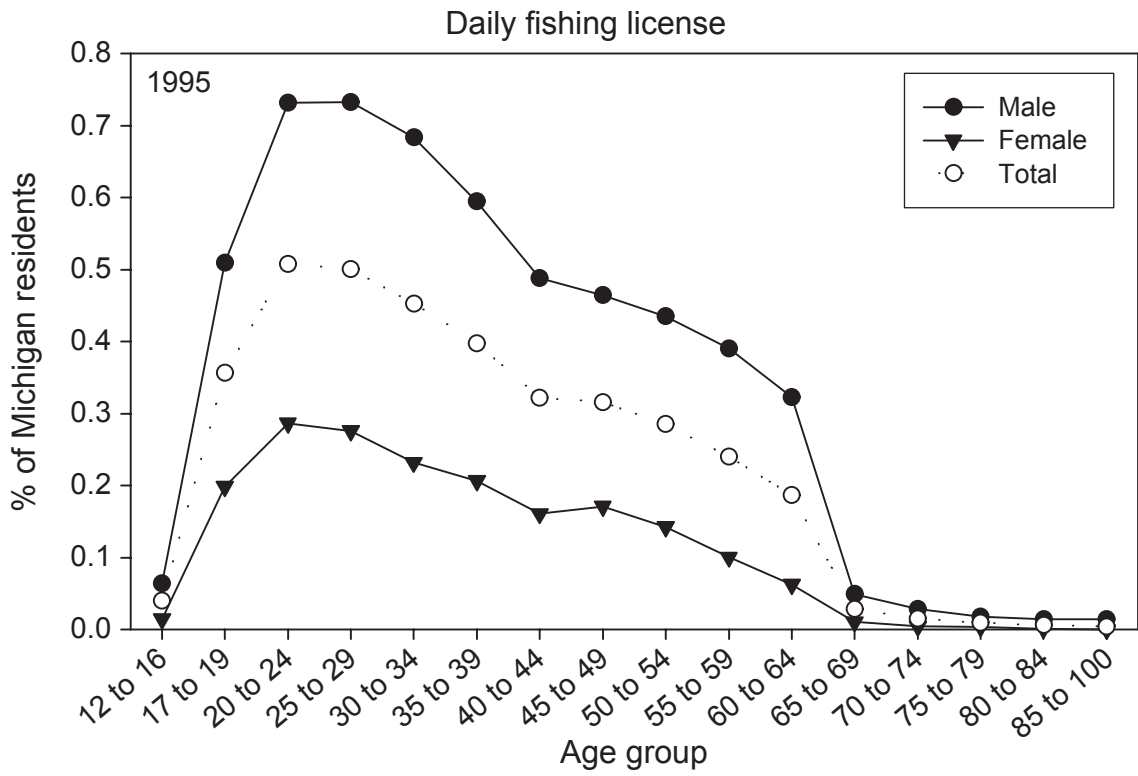 Daily fishing license
0.8
0.7
0.6
0.5
0.4
0.3
0.2
0.1
0.0
% of Michigan residents
1995
Male
Female
Total
12 to 16
17 to 19
20 to 24
25 to 29
30 to 34
35 to 39
40 to 44
45 to 49
50 to 54
55 to 59
60 to 64
65 to 69
70 to 74
75 to 79
80 to 84
85 to 100
Age group